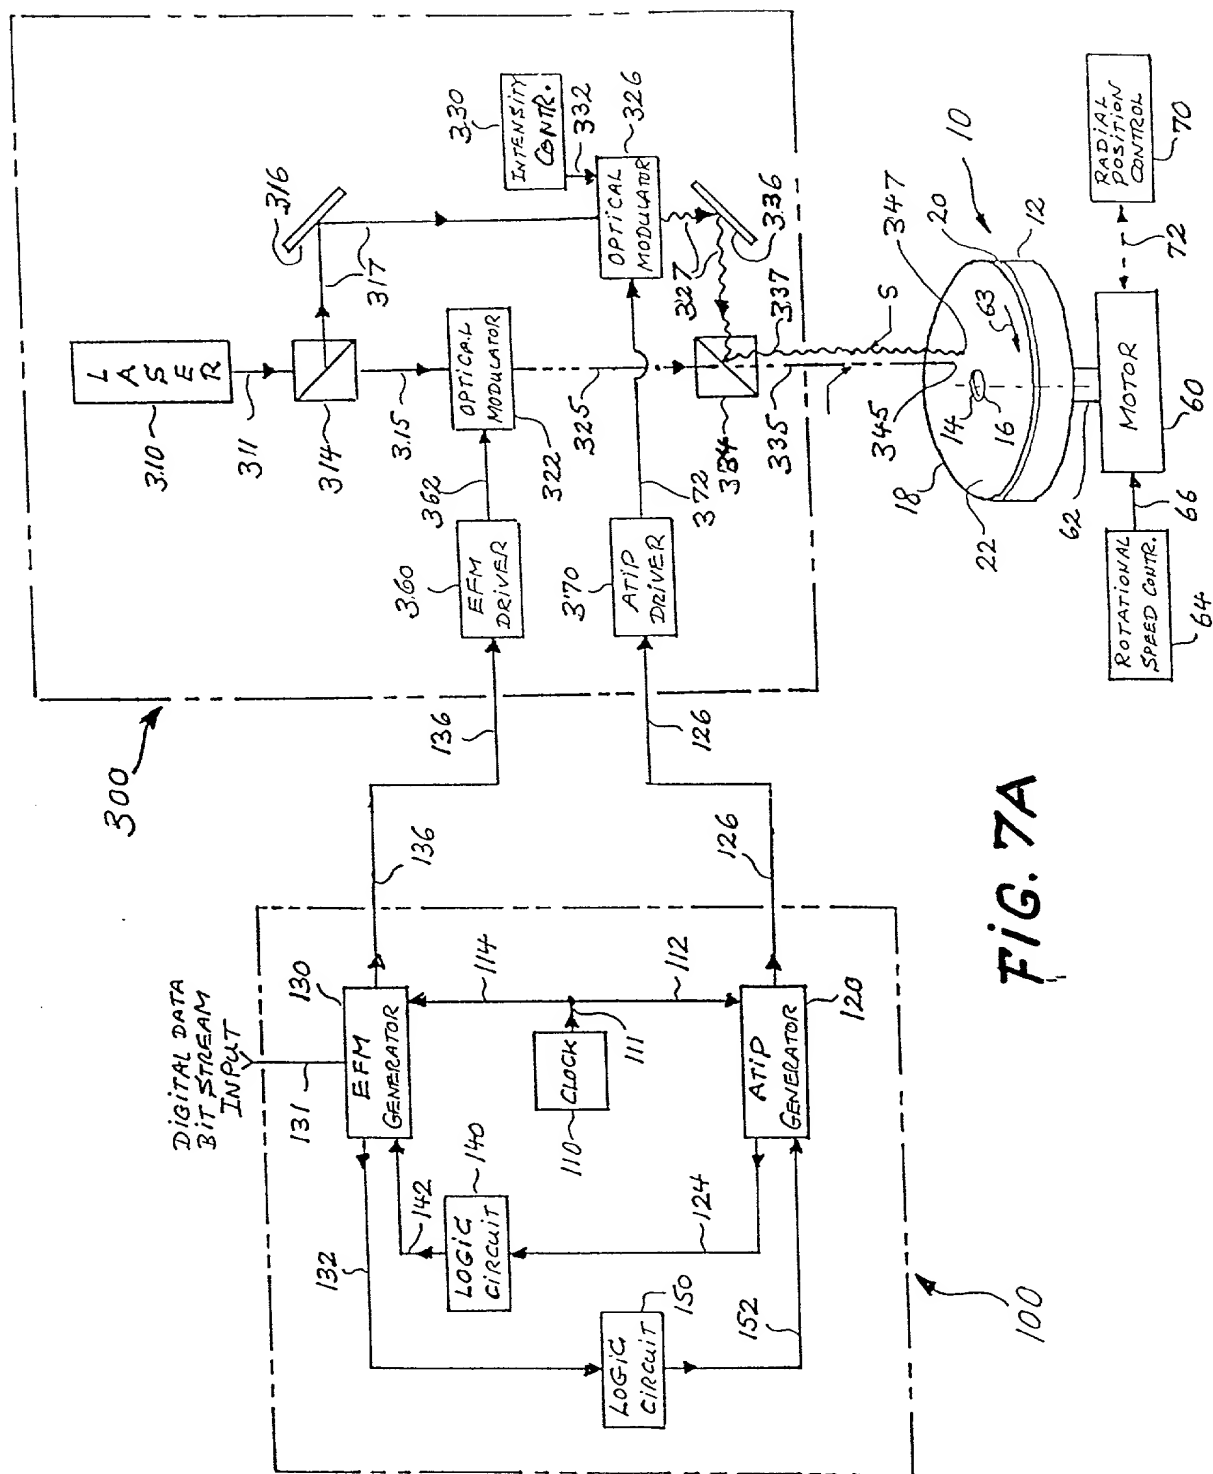 DIGITAL DATA
BIT STREAM
INPUT
131
EFM
GENERATOR
130
136
136
132
142
LOGIC
CIRCUIT
140
LOGIC
CIRCUIT
150
152
124
CLOCK
110
111
114
112
ATIP
GENERATOR
120
126
126
100
300
LASER
310
311
314
315
316
317
OPTICAL
MODULATOR
322
325
INTENSITY
CONTR.
330
332
OPTICAL
MODULATOR
326
327
336
334
335
337
EFM
DRIVER
360
362
ATIP
DRIVER
370
372
S
345
347
10
12
14
16
18
20
22
63
62
MOTOR
60
ROTATIONAL
SPEED CONTR.
64
66
RADIAL
POSITION
CONTROL
70
72
FIG. 7A